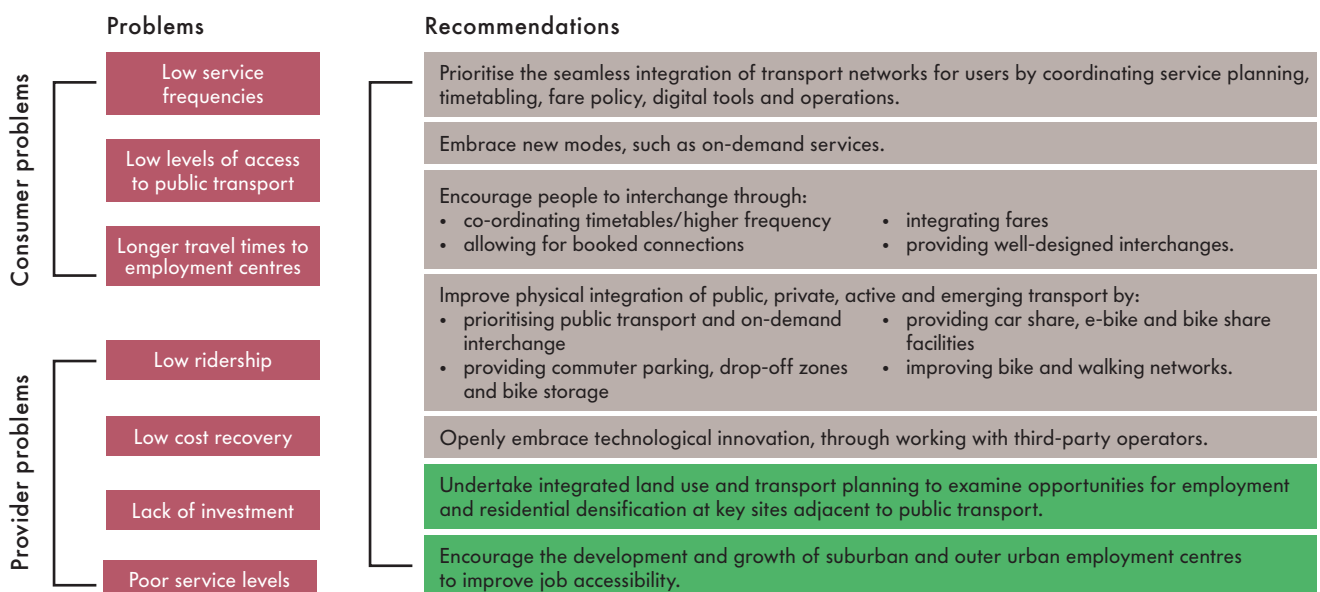 Problems
Recommendations
Consumer problems
Low service
frequencies
Low levels of access
to public transport
Longer travel times to
employment centres
Provider problems
Low ridership
Low cost recovery
Lack of investment
Poor service levels
Prioritise the seamless integration of transport networks for users by coordinating service planning,
timetabling, fare policy, digital tools and operations.
Embrace new modes, such as on-demand services.
Encourage people to interchange through:
• co-ordinating timetables/higher frequency
• allowing for booked connections
• integrating fares
• providing well-designed interchanges.
Improve physical integration of public, private, active and emerging transport by:
• prioritising public transport and on-demand
interchange
• providing commuter parking, drop-off zones
and bike storage
• providing car share, e-bike and bike share
facilities
• improving bike and walking networks.
Openly embrace technological innovation, through working with third-party operators.
Undertake integrated land use and transport planning to examine opportunities for employment
and residential densification at key sites adjacent to public transport.
Encourage the development and growth of suburban and outer urban employment centres
to improve job accessibility.